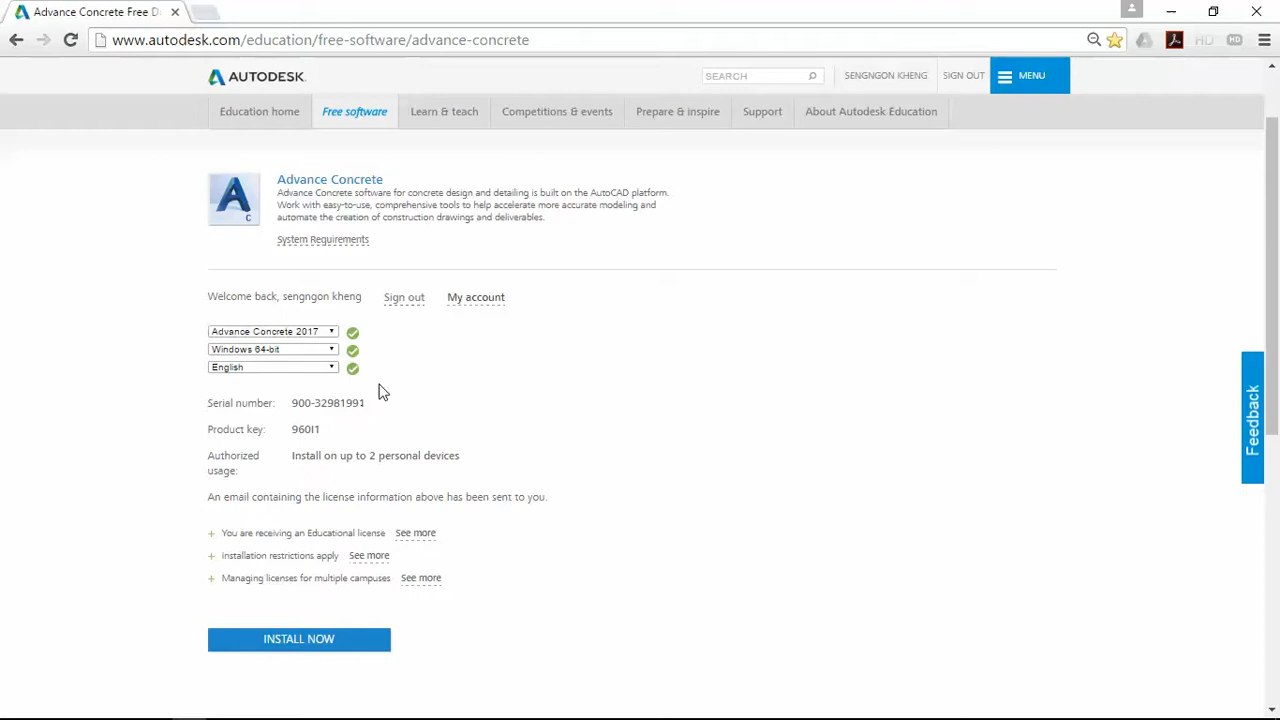 Advance Concrete Free D
www.autodesk.com/education/free-software/advance-concrete
AUTODESK.
SEARCH
SENGNGON KHENG
SIGN OUT
MENU
Education home
Free software
Learn & teach
Competitions & events
Prepare & inspire
Support
About Autodesk Education
Advance Concrete
Advance Concrete software for concrete design and detailing is built on the AutoCAD platform.
Work with easy-to-use, comprehensive tools to help accelerate more accurate modeling and
automate the creation of construction drawings and deliverables.
System Requirements
Welcome back, sengngon kheng
Sign out
My account
Advance Concrete 2017
Windows 64-bit
English
Serial number: 900-32981991
Product key: 960I1
Authorized usage: Install on up to 2 personal devices
An email containing the license information above has been sent to you.
+ You are receiving an Educational license See more
+ Installation restrictions apply See more
+ Managing licenses for multiple campuses See more
INSTALL NOW
Feedback
C
HD
HD